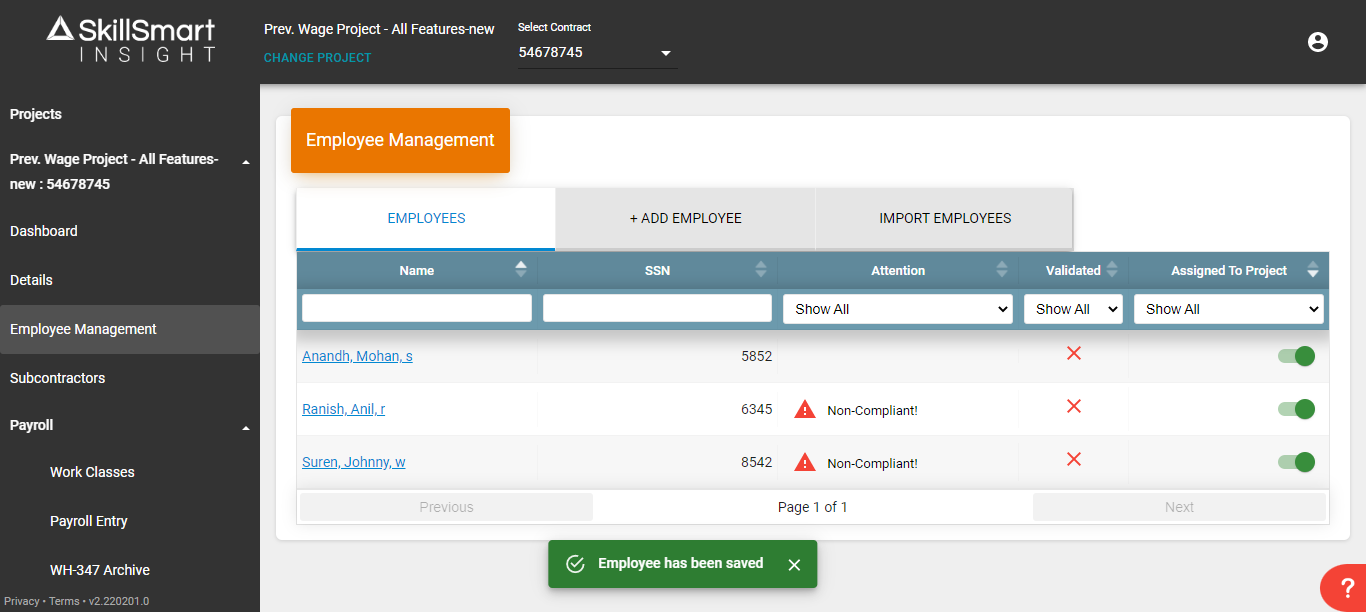 SkillSmart
INSIGHT
Prev. Wage Project - All Features-new
CHANGE PROJECT
Select Contract
54678745
Projects
Prev. Wage Project - All Features-
new : 54678745
Dashboard
Details
Employee Management
Subcontractors
Payroll
Work Classes
Payroll Entry
WH-347 Archive
Privacy • Terms • v2.220201.0
Employee Management
EMPLOYEES
+ ADD EMPLOYEE
IMPORT EMPLOYEES
Name SSN Attention Validated Assigned To Project
Show All Show All Show All
Anandh, Mohan, s 5852
Ranish, Anil, r 6345 Non-Compliant!
Suren, Johnny, w 8542 Non-Compliant!
Previous Page 1 of 1 Next
Employee has been saved
?